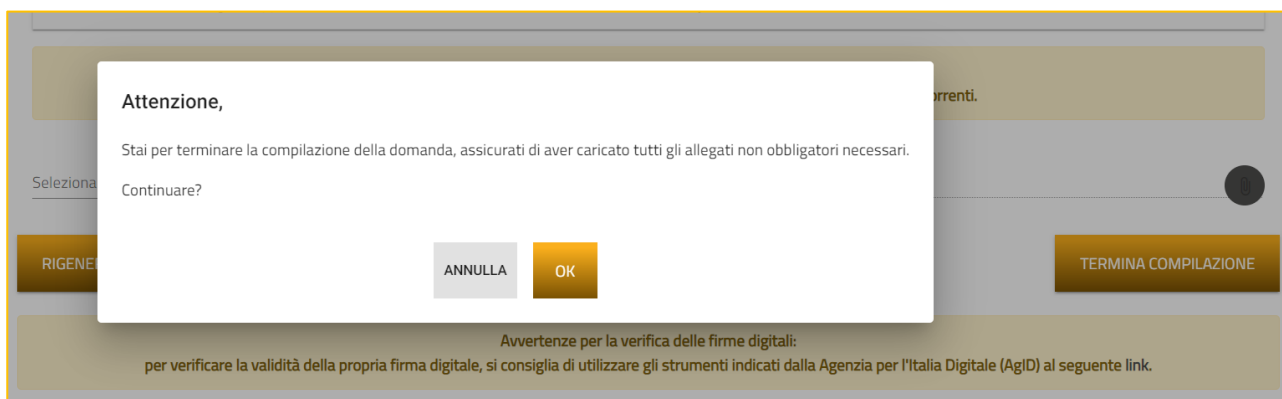 Attenzione,
Stai per terminare la compilazione della domanda, assicurati di aver caricato tutti gli allegati non obbligatori necessari.
Continuare?
Seleziona
ANNULLA
OK
TERMINA COMPILAZIONE
Avvertenze per la verifica delle firme digitali:
per verificare la validità della propria firma digitale, si consiglia di utilizzare gli strumenti indicati dalla Agenzia per l'Italia Digitale (AgID) al seguente link.